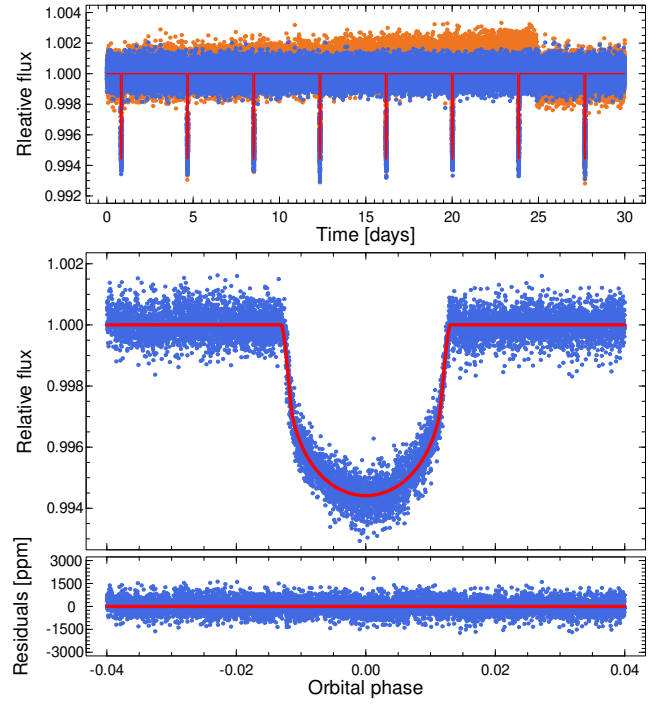 1.004
1.002
1.000
0.998
0.996
0.994
0.992
Rleative flux
0 5 10 15 20 25 30
Time [days]
1.002
1.000
0.998
0.996
0.994
Relative flux
3000
1500
0
-1500
-3000
Residuals [ppm]
-0.04 -0.02 0.00 0.02 0.04
Orbital phase